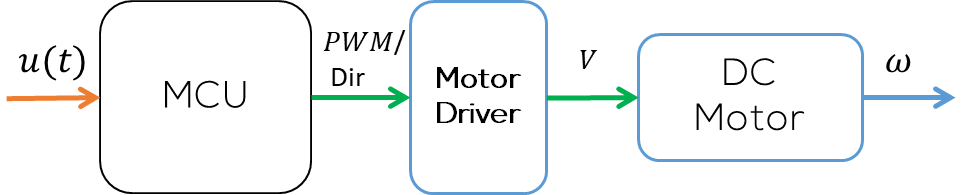 u(t)
MCU
PWM/
Dir
Motor
Driver
V
DC
Motor
ω